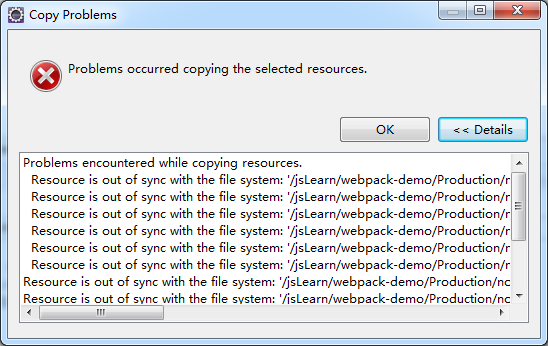 Copy Problems
Problems occurred copying the selected resources.
OK
<< Details
Problems encountered while copying resources.
Resource is out of sync with the file system: '/jsLearn/webpack-demo/Production/
Resource is out of sync with the file system: '/jsLearn/webpack-demo/Production/
Resource is out of sync with the file system: '/jsLearn/webpack-demo/Production/
Resource is out of sync with the file system: '/jsLearn/webpack-demo/Production/
Resource is out of sync with the file system: '/jsLearn/webpack-demo/Production/
Resource is out of sync with the file system: '/jsLearn/webpack-demo/Production/
Resource is out of sync with the file system: '/jsLearn/webpack-demo/Production/nc
Resource is out of sync with the file system: '/jsLearn/webpack-demo/Production/nc